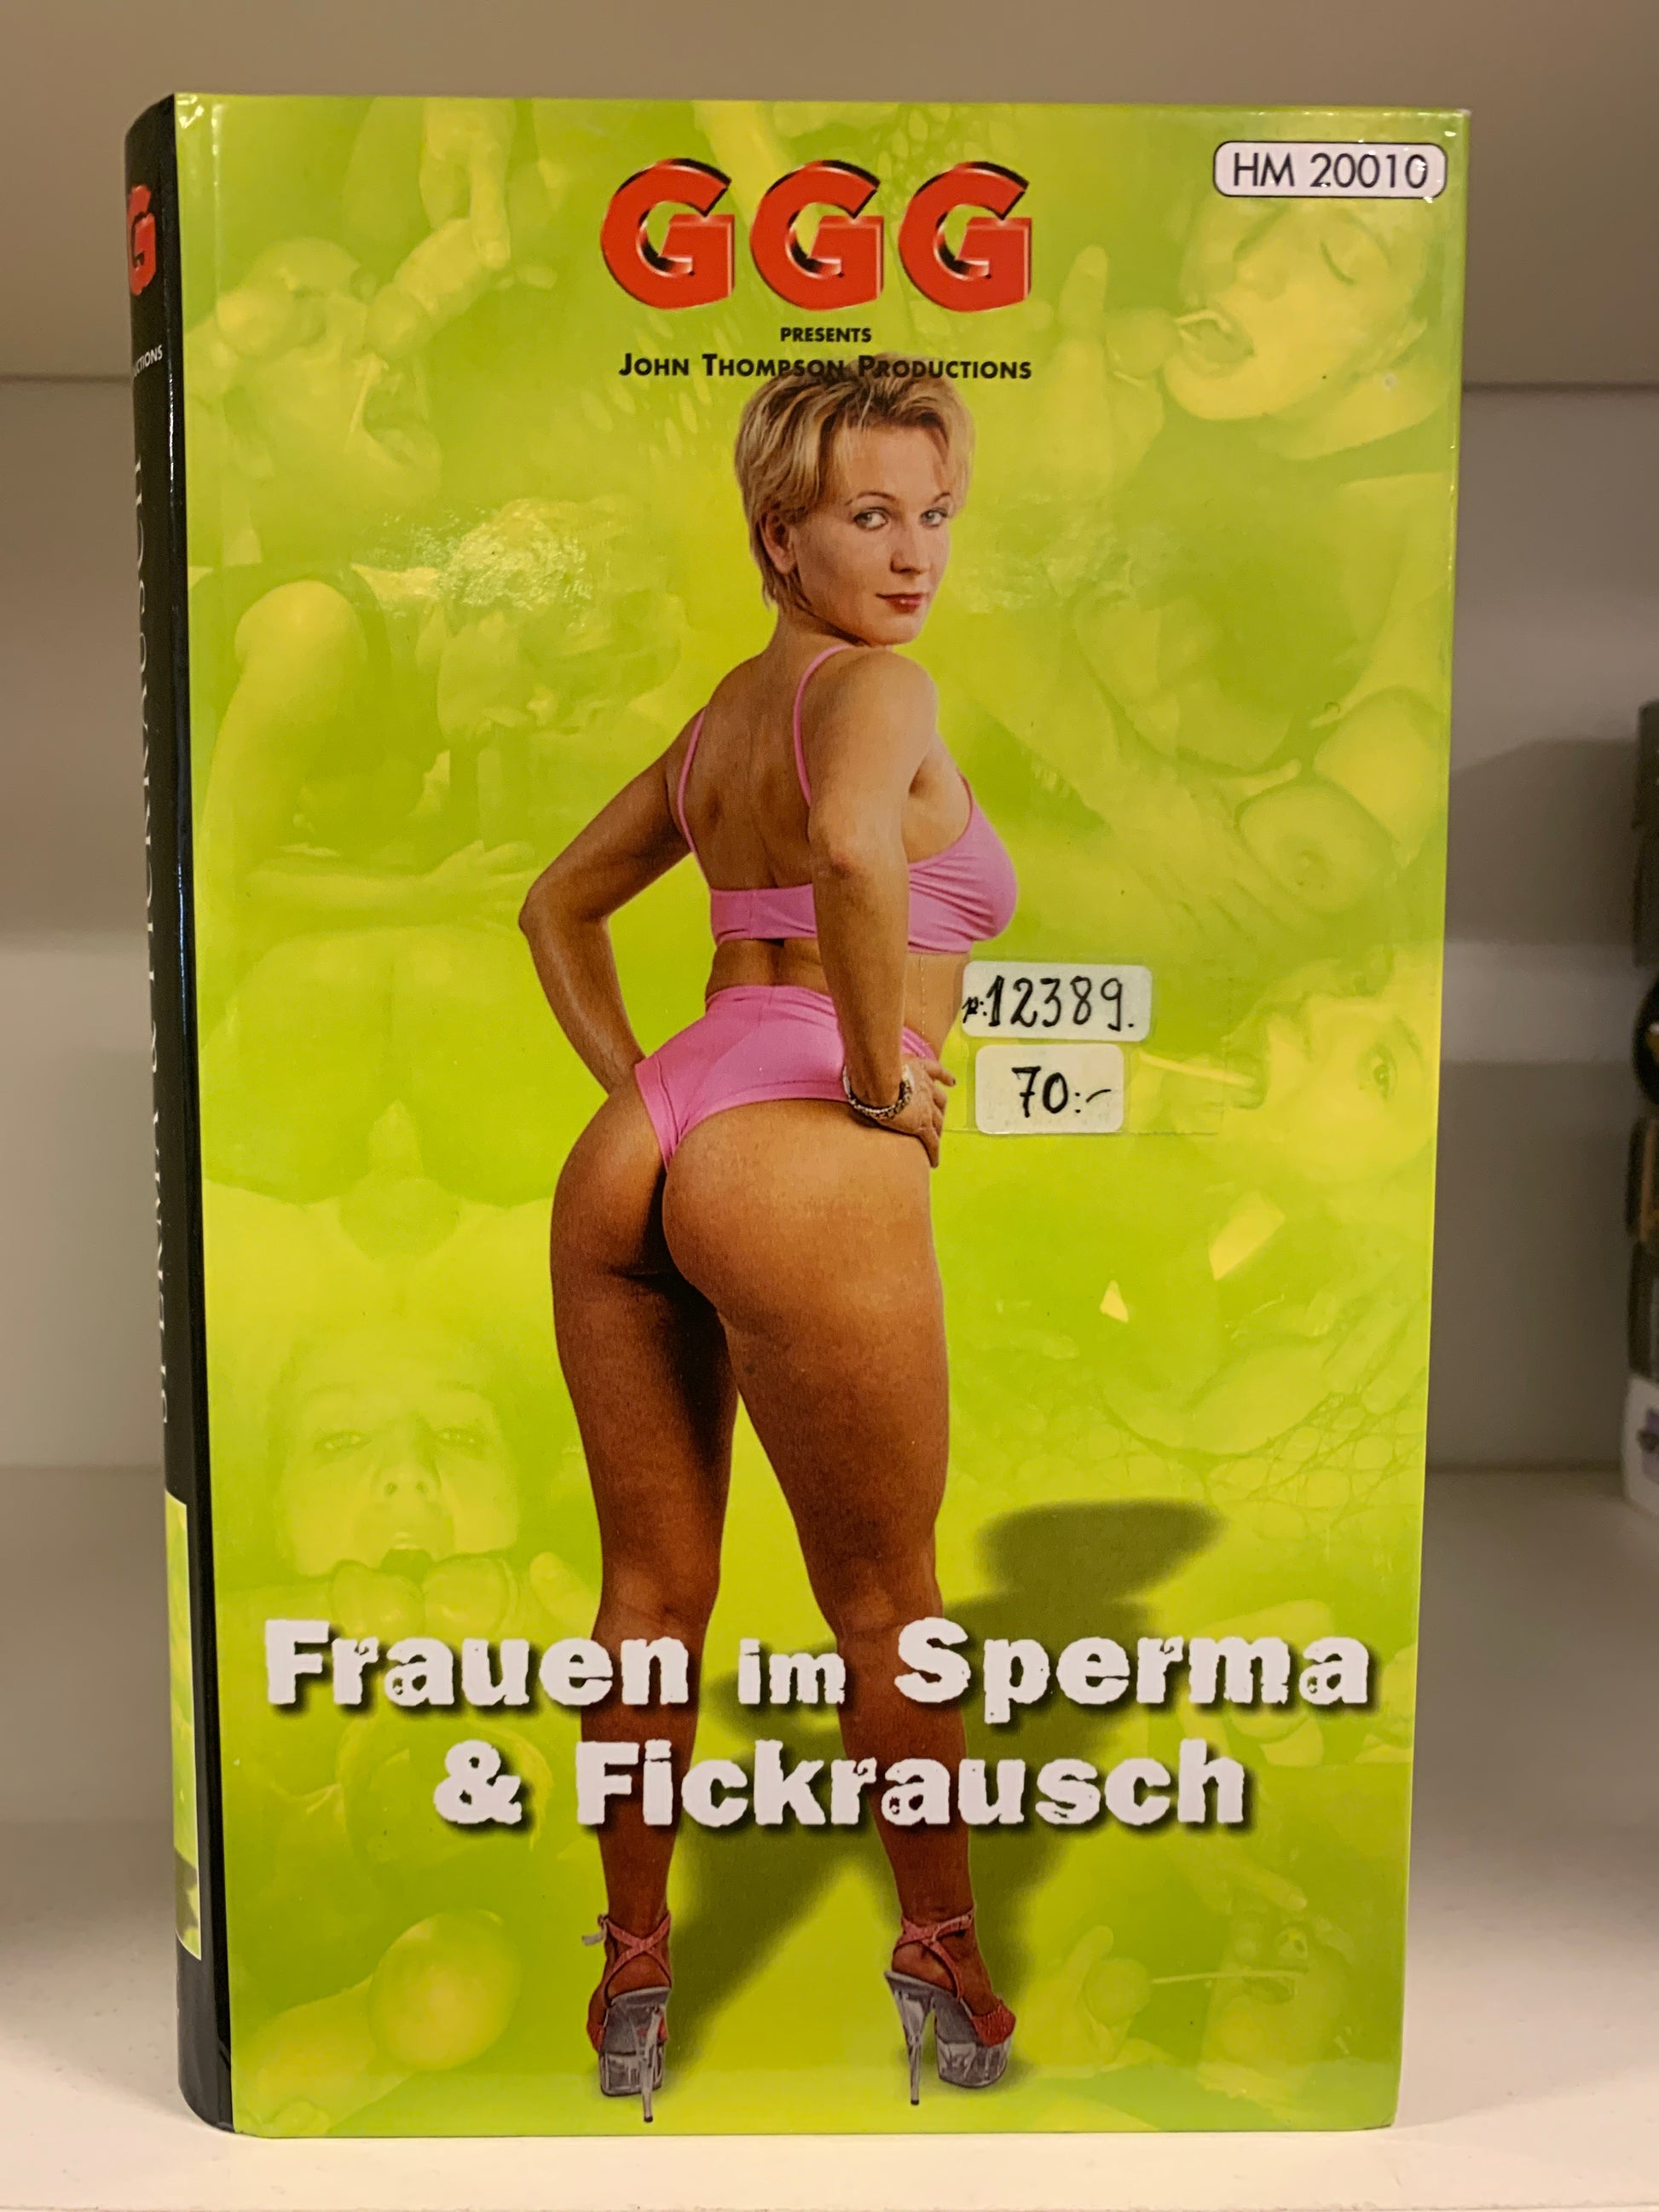 GGG
HM 20010
PRESENTS
JOHN THOMPSON PRODUCTIONS
12389.
70:-
Frauen im Sperma
& Fickrausch